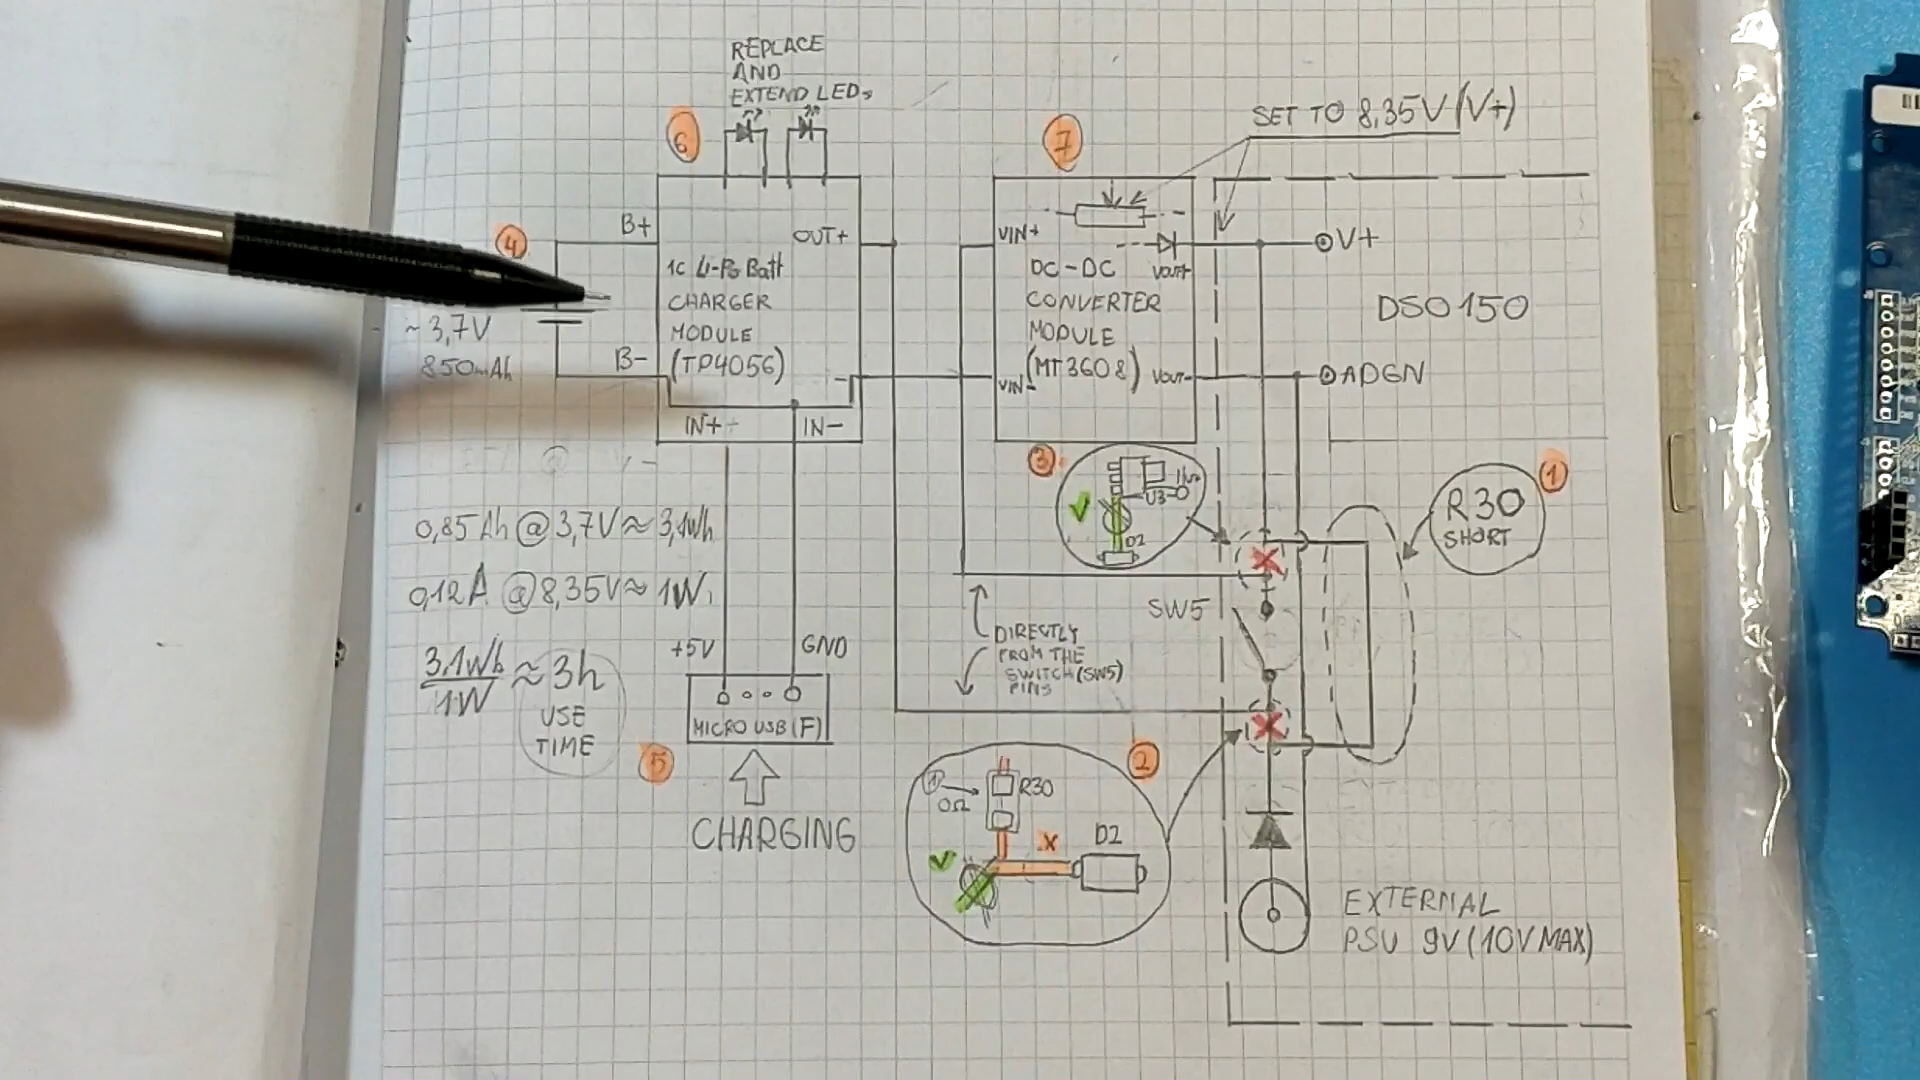 REPLACE
AND
EXTEND LEDs
SET TO 8,35V (V+)
6
7
4
B+
OUT+
VIN+
V+
1C Li-Po Batt
CHARGER
MODULE
(TP4056)
DC-DC
CONVERTER
MODULE
(MT3608)
VOUT+
DSO150
~3,7V
850mAh
B-
VIN-
VOUT-
ADGN
IN+
IN-
3
U3
D2
1
R30
SHORT
0,85Ah @ 3,7V ≈ 3,1Wh
0,12A @ 8,35V ≈ 1W
3,1Wh
1W
≈ 3h
USE
TIME
SW5
DIRECTLY
FROM THE
SWITCH (SW5)
PINS
+5V
GND
MICRO USB (F)
5
CHARGING
2
1
0Ω
R30
X
D2
EXTERNAL
PSU 9V (10V MAX)